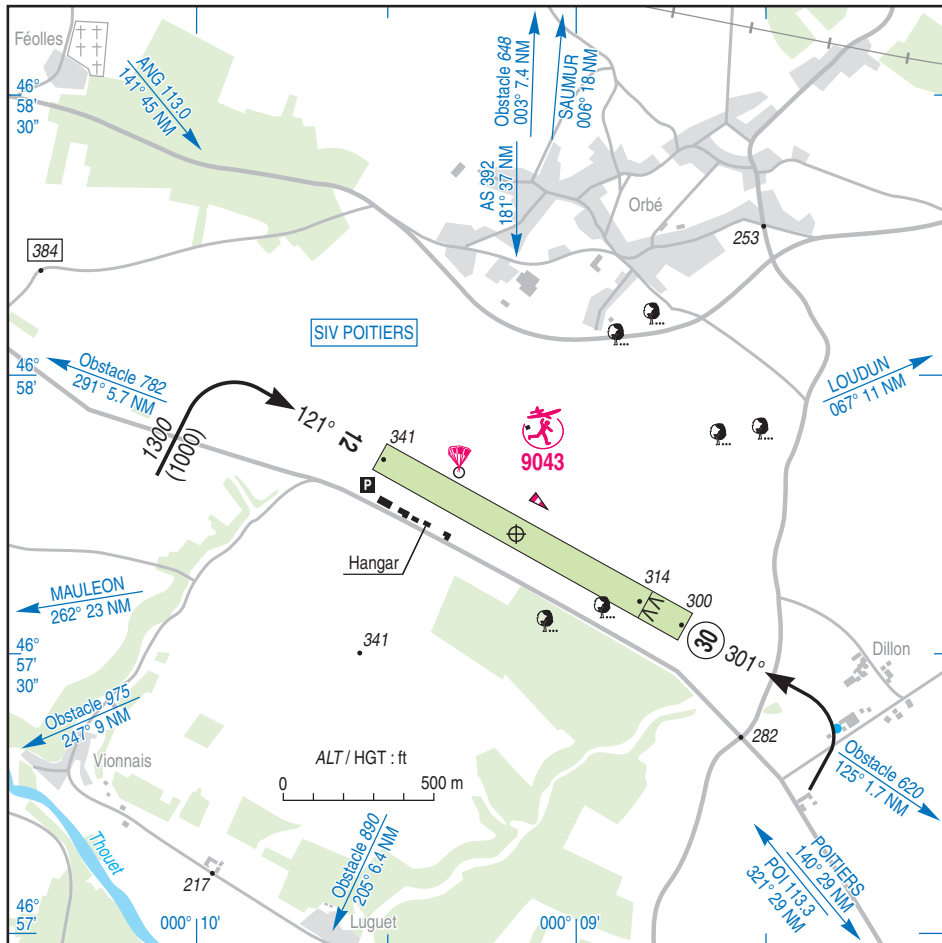 Féolles
46°
58'
30"
ANG 113.0
141° 45 NM
Obstacle 648
003° 7.4 NM
SAUMUR
006° 18 NM
AS 392
181° 37 NM
Orbé
253
384
SIV POITIERS
46°
58'
Obstacle 782
291° 5.7 NM
LOUDUN
067° 11 NM
1300
(1000)
121°
12
341
9043
P
Hangar
314
300
30
301°
MAULEON
262° 23 NM
341
46°
57'
30"
Dillon
Obstacle 975
247° 9 NM
Vionnais
282
ALT / HGT : ft
0 500 m
Obstacle 620
125° 1.7 NM
Thouet
Obstacle 890
205° 6.4 NM
POITIERS
140° 29 NM
POI 113.3
321° 29 NM
217
46°
57'
000° 10'
Luguet
000° 09'